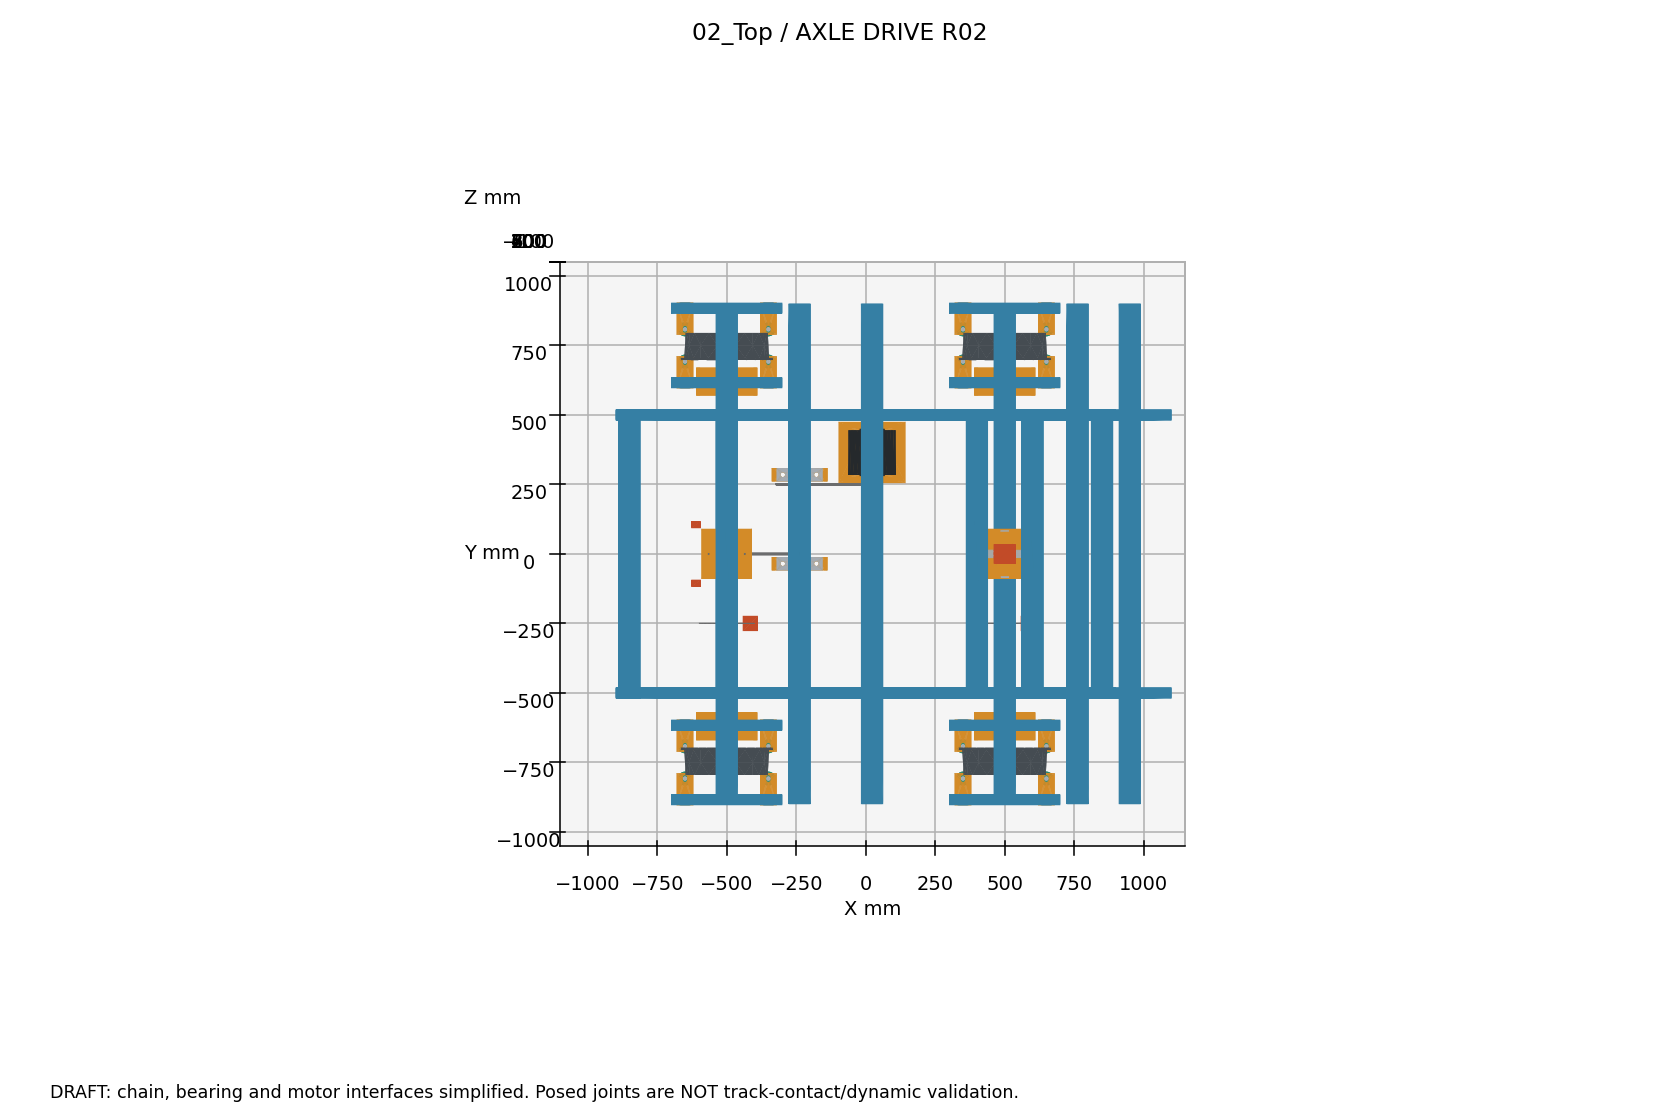 02_Top / AXLE DRIVE R02
Z mm
1000
750
500
250
Y mm 0
−250
−500
−750
−1000
−1000 −750 −500 −250 0 250 500 750 1000
X mm
DRAFT: chain, bearing and motor interfaces simplified. Posed joints are NOT track-contact/dynamic validation.